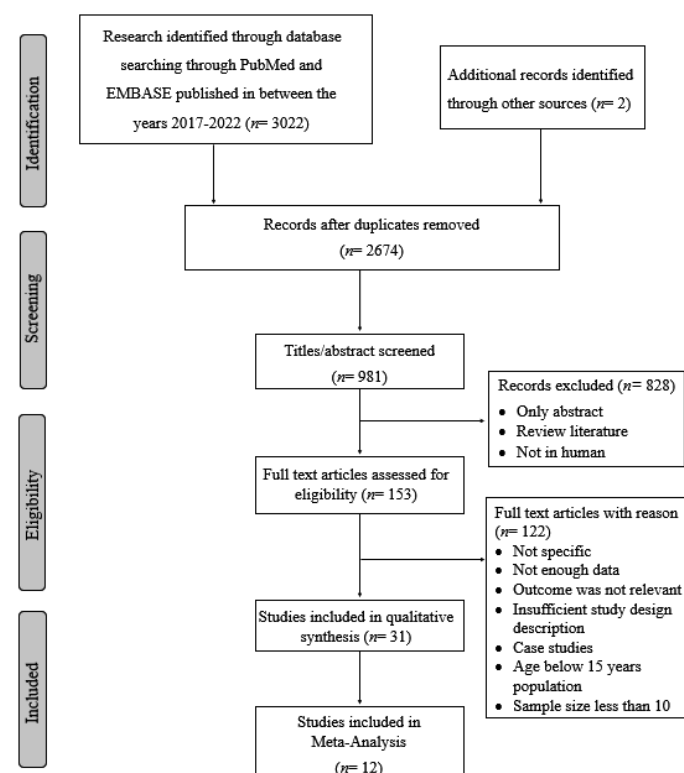 Identification
Research identified through database
searching through PubMed and
EMBASE published in between the
years 2017-2022 (n= 3022)
Additional records identified
through other sources (n= 2)
Records after duplicates removed
(n= 2674)
Screening
Titles/abstract screened
(n= 981)
Records excluded (n= 828)
• Only abstract
• Review literature
• Not in human
Eligibility
Full text articles assessed for
eligibility (n= 153)
Full text articles with reason
(n= 122)
• Not specific
• Not enough data
• Outcome was not relevant
• Insufficient study design
description
• Case studies
• Age below 15 years
population
• Sample size less than 10
Included
Studies included in qualitative
synthesis (n= 31)
Studies included in
Meta-Analysis
(n= 12)